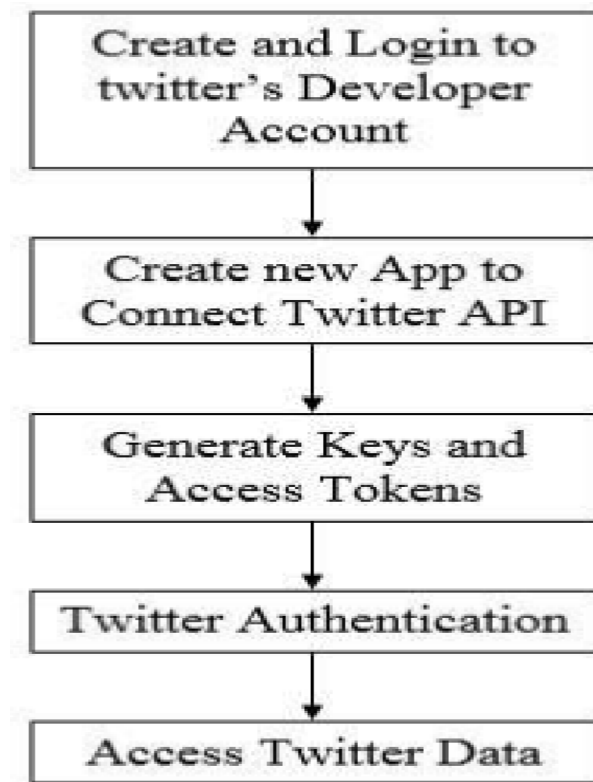 Create and Login to
twitter's Developer
Account
Create new App to
Connect Twitter API
Generate Keys and
Access Tokens
Twitter Authentication
Access Twitter Data